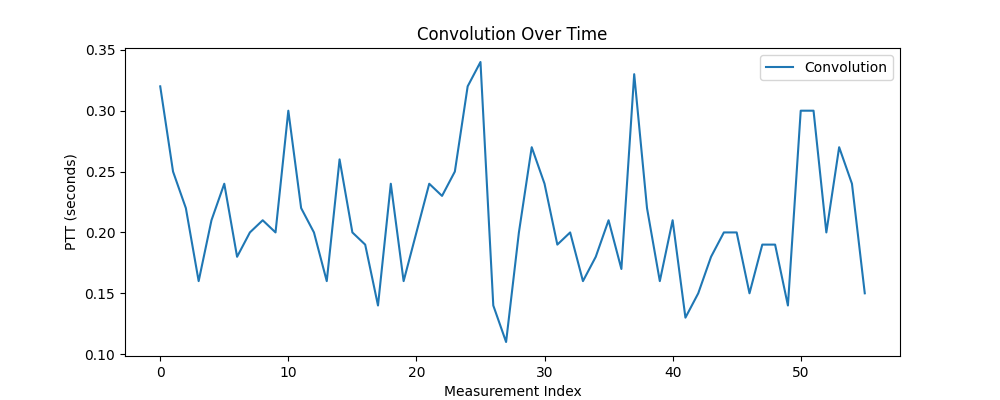 Convolution Over Time
Convolution
PTT (seconds)
0.35
0.30
0.25
0.20
0.15
0.10
0 10 20 30 40 50
Measurement Index